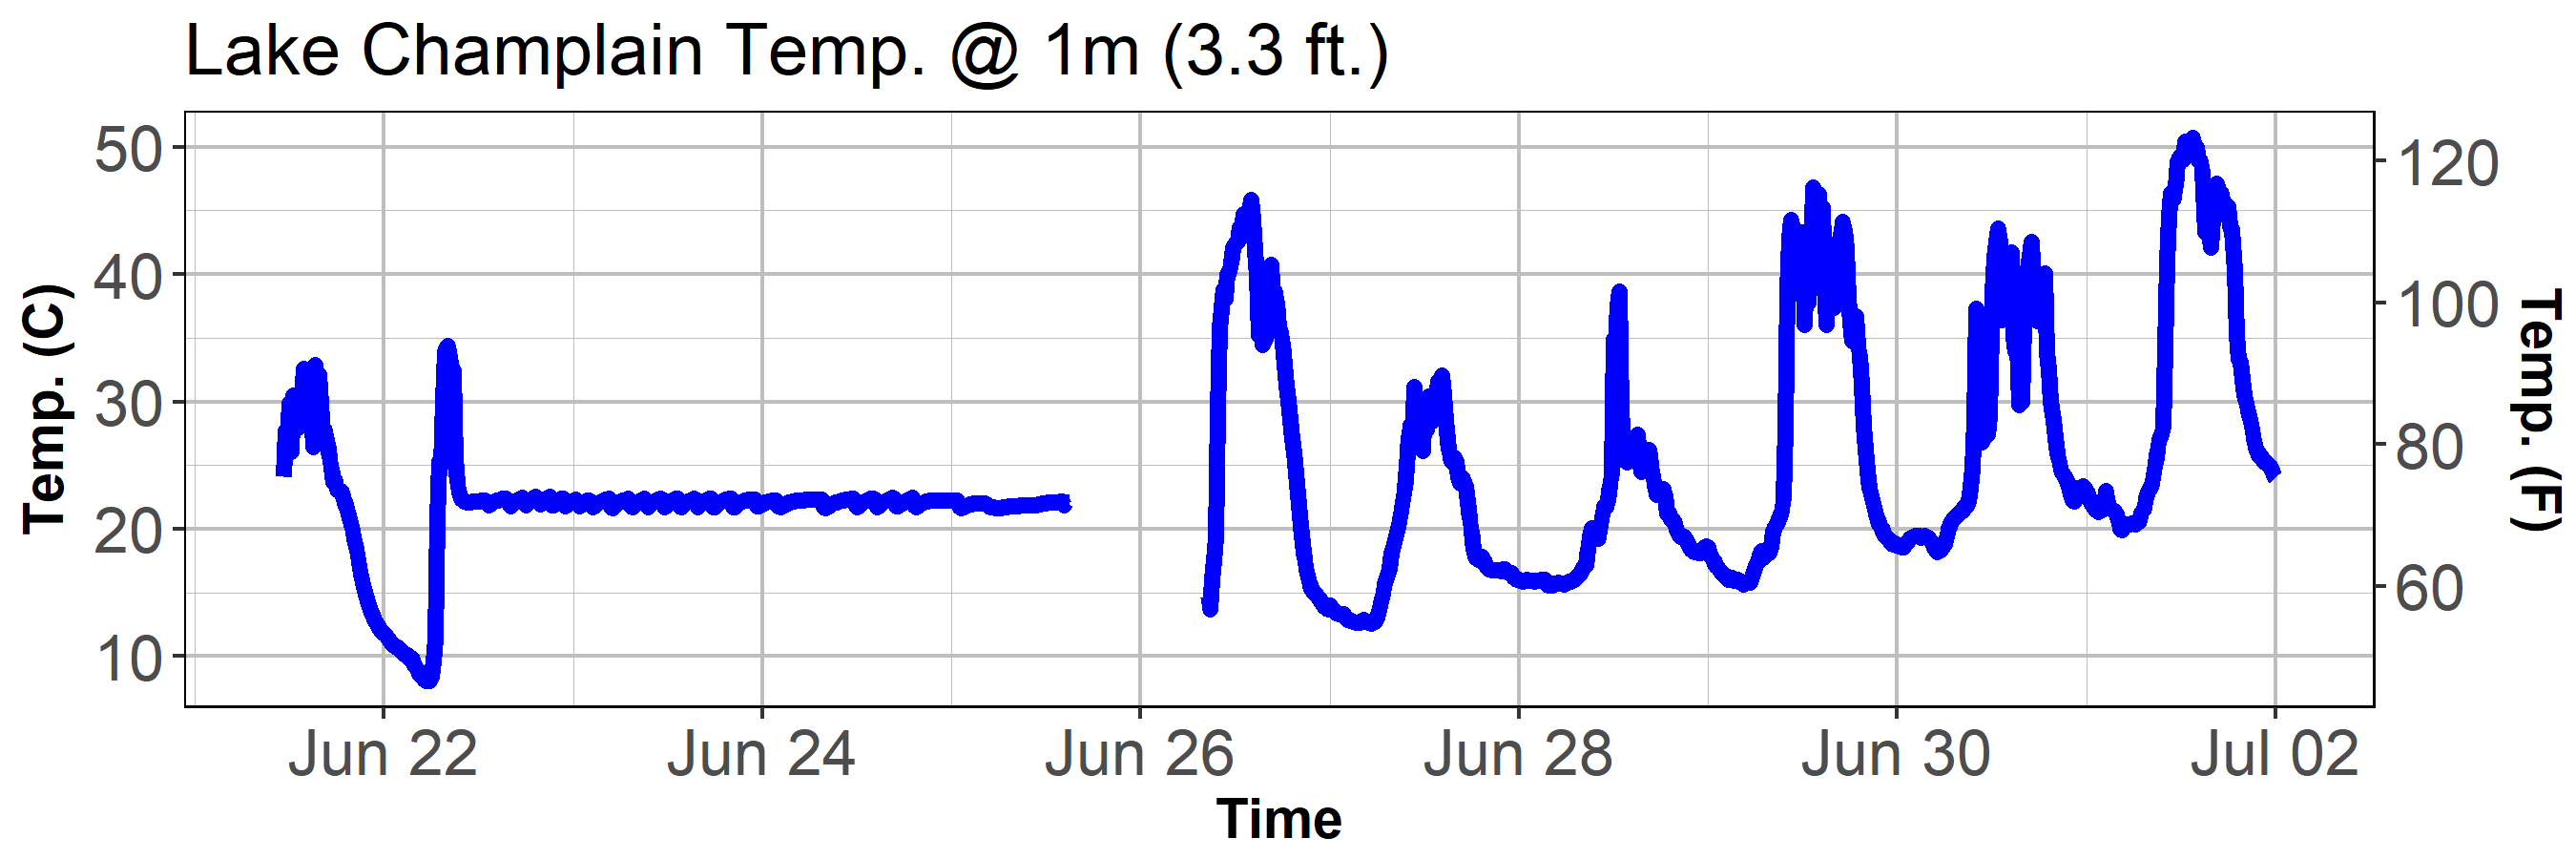 Lake Champlain Temp. @ 1m (3.3 ft.)
50
40
30
20
10
Temp. (C)
120
100
80
60
Temp. (F)
Jun 22 Jun 24 Jun 26 Jun 28 Jun 30 Jul 02
Time